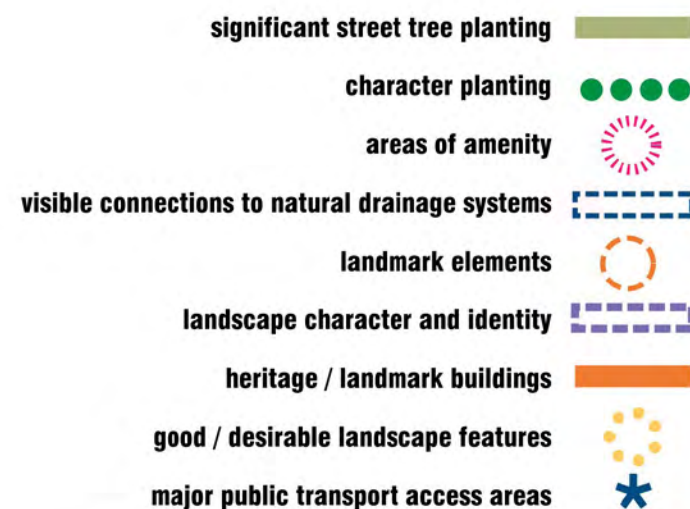 significant street tree planting
character planting
areas of amenity
visible connections to natural drainage systems
landmark elements
landscape character and identity
heritage / landmark buildings
good / desirable landscape features
major public transport access areas